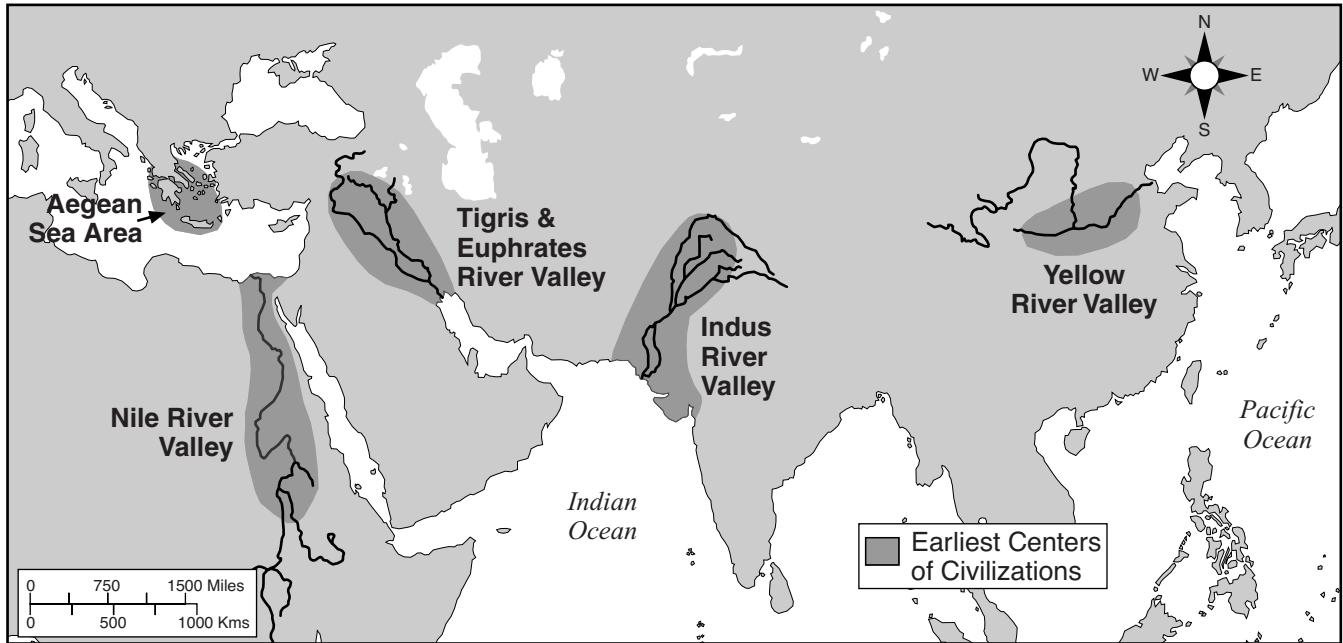 N
W E
S
Aegean
Sea Area
Tigris &
Euphrates
River Valley
Yellow
River Valley
Indus
River
Valley
Nile River
Valley
Pacific
Ocean
Indian
Ocean
Earliest Centers
of Civilizations
0 750 1500 Miles
0 500 1000 Kms